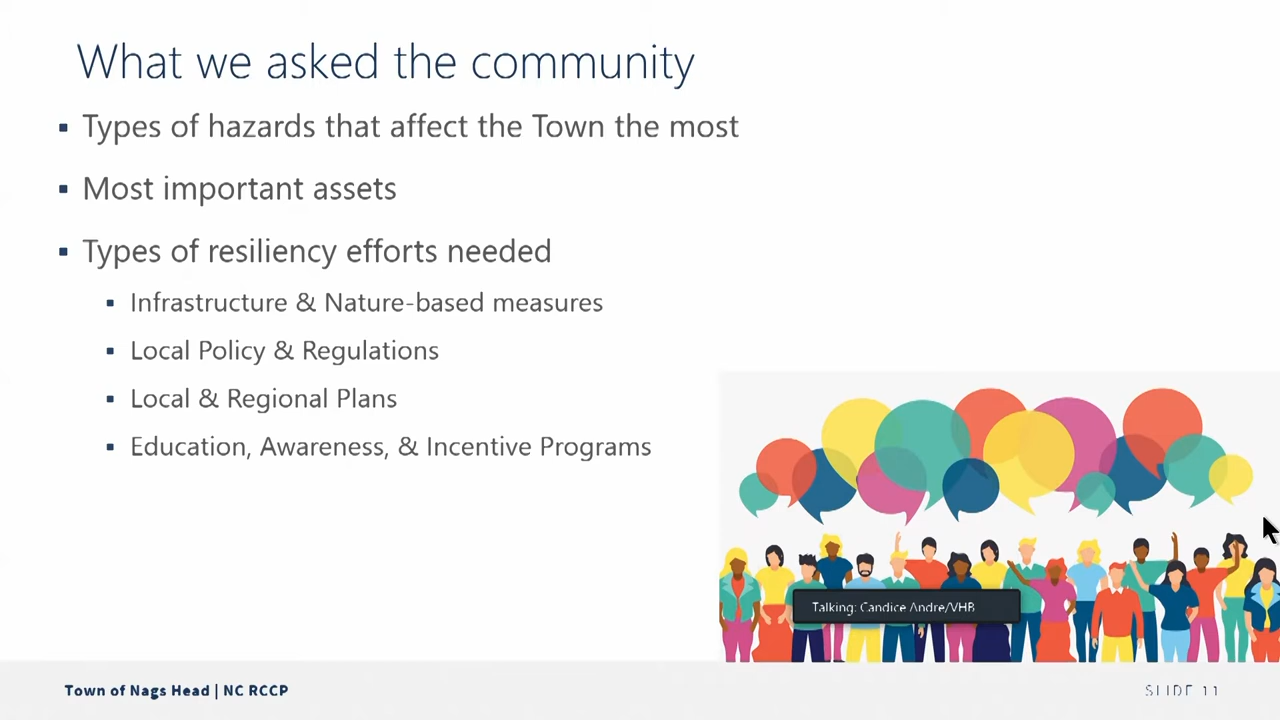 What we asked the community
▪ Types of hazards that affect the Town the most
▪ Most important assets
▪ Types of resiliency efforts needed
▪ Infrastructure & Nature-based measures
▪ Local Policy & Regulations
▪ Local & Regional Plans
▪ Education, Awareness, & Incentive Programs
Talking: Candice Andre/VHB
Town of Nags Head | NC RCCP
SLIDE 11